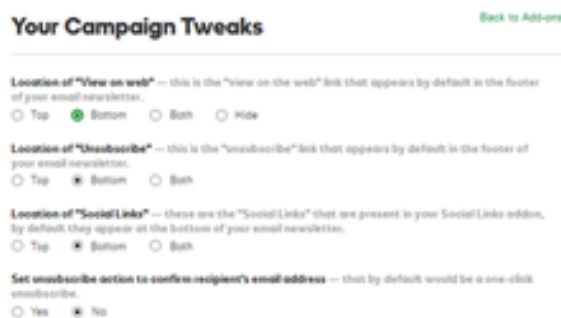 Your Campaign Tweaks
Back to Add-ons
Location of "View on web" — this is the "view on the web" link that appears by default in the footer
of your email newsletter.
Top Bottom Both Hide
Location of "Unsubscribe" — this is the "unsubscribe" link that appears by default in the footer of
your email newsletter.
Top Bottom Both
Location of "Social Links" — these are the "Social Links" that are present in your Social Links addon,
by default they appear at the bottom of your email newsletter.
Top Bottom Both
Set unsubscribe action to confirm recipient's email address — that by default would be a one-click
unsubscribe.
Yes No